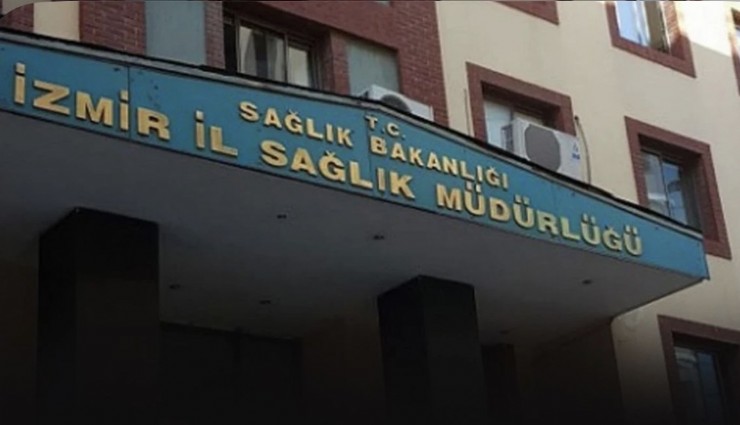 T.C.
SAĞLIK BAKANLIĞI
İZMİR İL SAĞLIK MÜDÜRLÜĞÜ